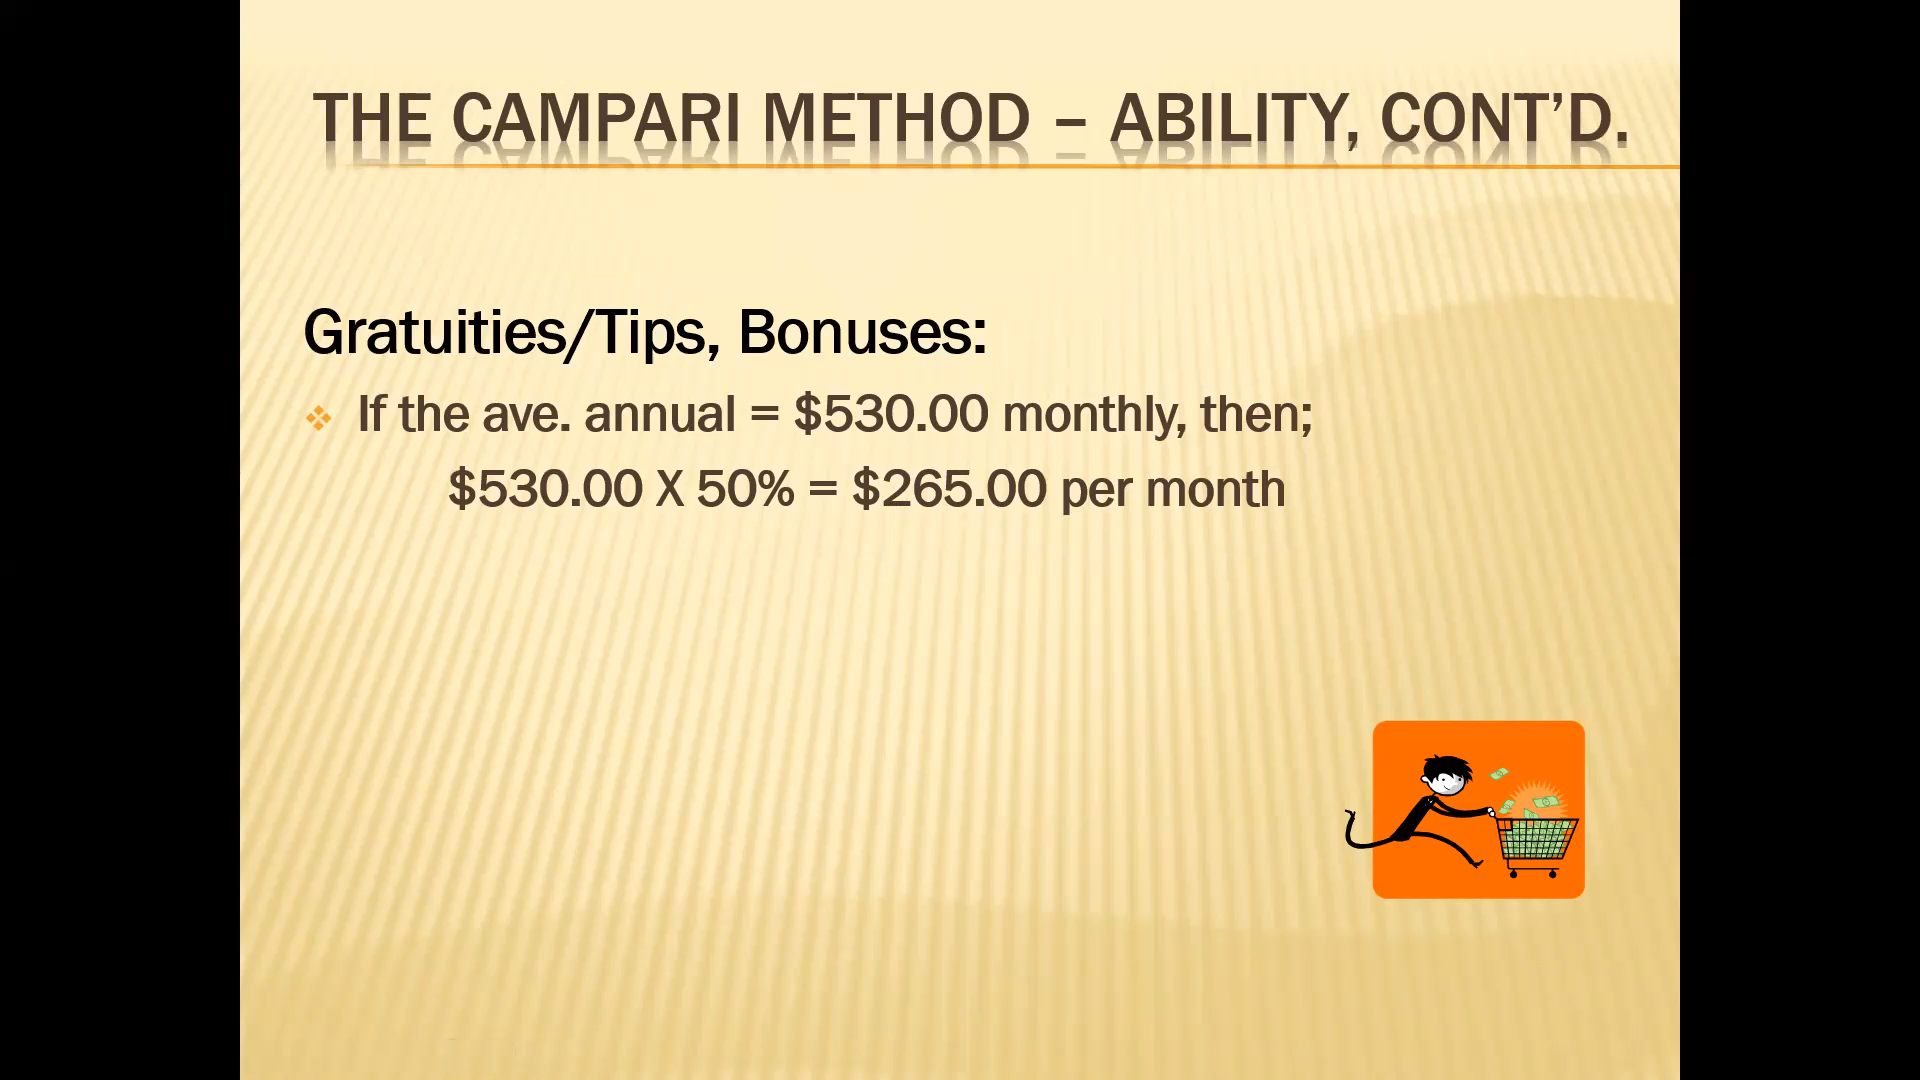 THE CAMPARI METHOD – ABILITY, CONT’D.
Gratuities/Tips, Bonuses:
If the ave. annual = $530.00 monthly, then;
$530.00 X 50% = $265.00 per month